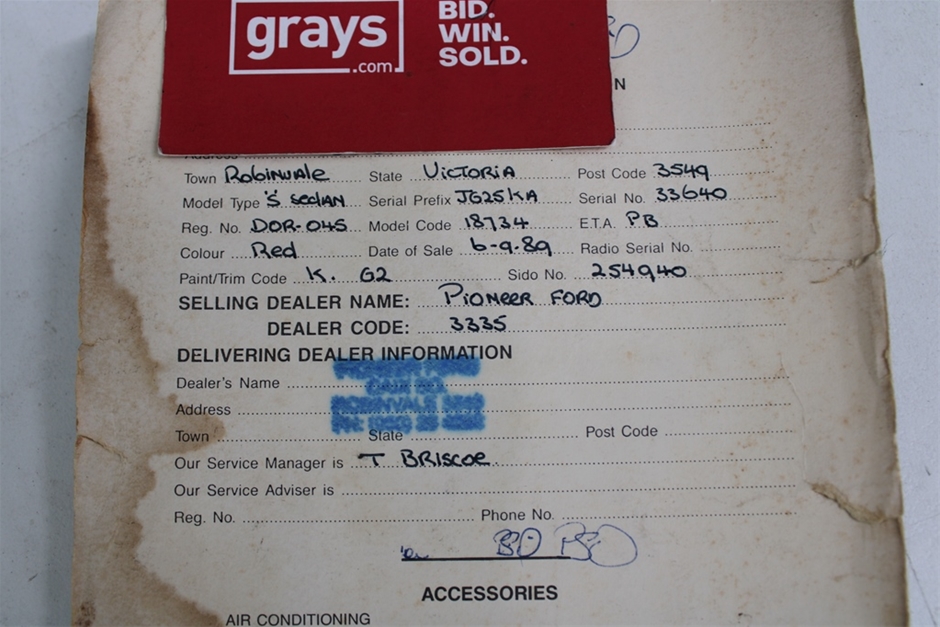 grays
.com
BID.
WIN.
SOLD.
N
Address
Town Robinvale State Victoria Post Code 3549
Model Type 'S' Sedan Serial Prefix JG25KA Serial No. 33640
Reg. No. DOR-045 Model Code 18734 E.T.A. PB
Colour Red Date of Sale 6-9-89 Radio Serial No.
Paint/Trim Code K. G2 Sido No. 254940
SELLING DEALER NAME: PIONEER FORD
DEALER CODE: 3335
DELIVERING DEALER INFORMATION
Dealer's Name
Address
Town State Post Code
Our Service Manager is T BRISCOE.
Our Service Adviser is
Reg. No. Phone No.
ACCESSORIES
AIR CONDITIONING